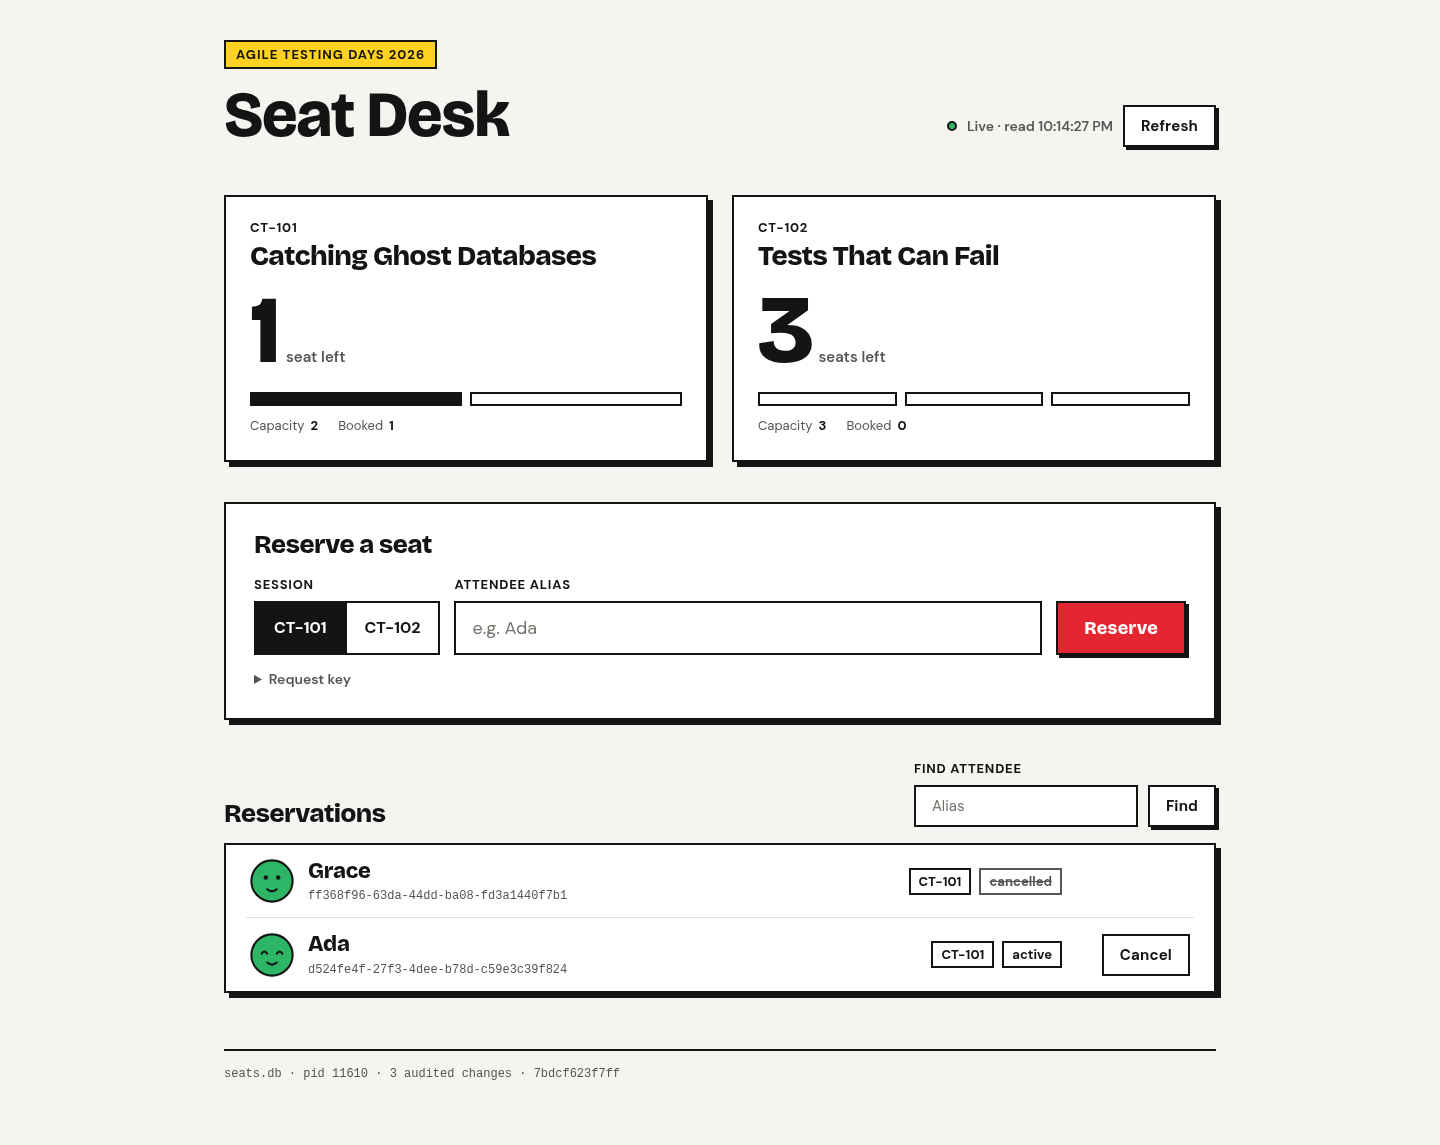 AGILE TESTING DAYS 2026
Seat Desk
Live · read 10:14:27 PM
Refresh
CT-101
Catching Ghost Databases
1 seat left
Capacity 2 Booked 1
CT-102
Tests That Can Fail
3 seats left
Capacity 3 Booked 0
Reserve a seat
SESSION
CT-101 CT-102
ATTENDEE ALIAS
e.g. Ada
Reserve
Request key
Reservations
FIND ATTENDEE
Alias
Find
Grace
ff368f96-63da-44dd-ba08-fd3a1440f7b1
CT-101 cancelled
Ada
d524fe4f-27f3-4dee-b78d-c59e3c39f824
CT-101 active
Cancel
seats.db · pid 11610 · 3 audited changes · 7bdcf623f7ff